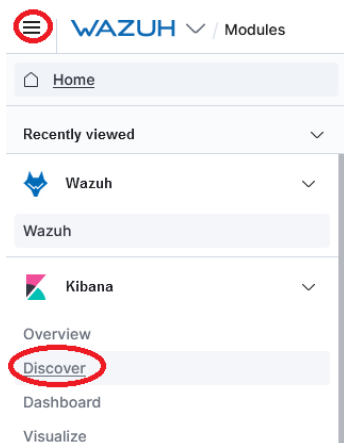 WAZUH / Modules
Home
Recently viewed
Wazuh
Wazuh
Kibana
Overview
Discover
Dashboard
Visualize